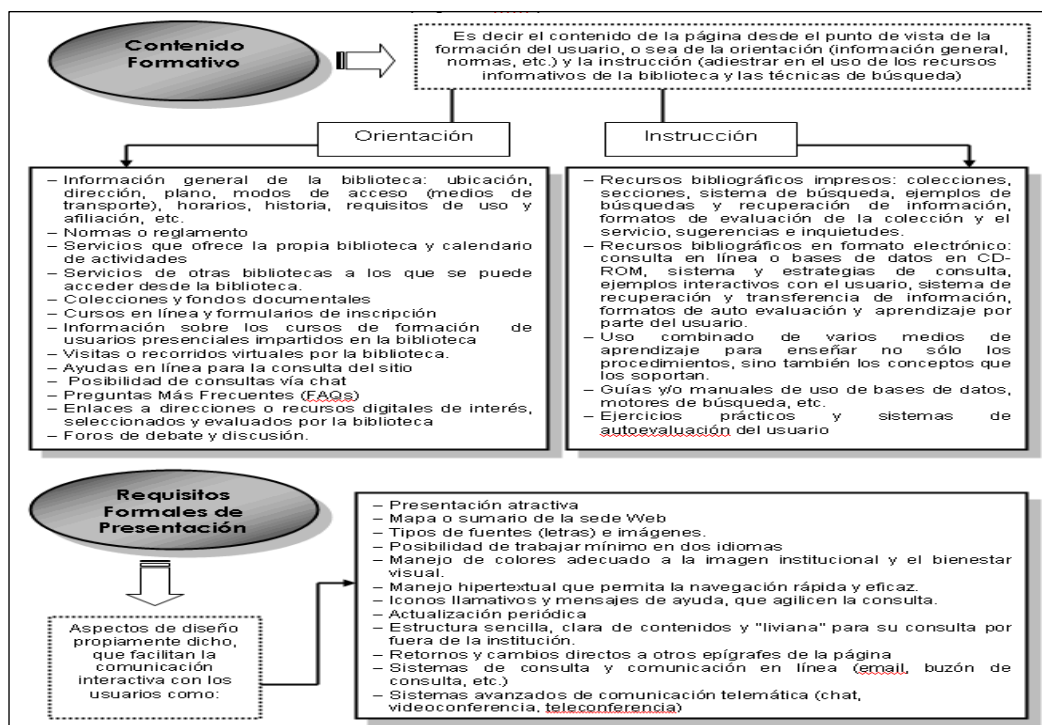 Contenido
Formativo
Es decir el contenido de la página desde el punto de vista de la
formación del usuario, o sea de la orientación (información general,
normas, etc.) y la instrucción (adiestrar en el uso de los recursos
informativos de la biblioteca y las técnicas de búsqueda)
Orientación
Instrucción
– Información general de la biblioteca: ubicación,
dirección, plano, modos de acceso (medios de
transporte), horarios, historia, requisitos de uso y
afiliación, etc.
– Normas o reglamento
– Servicios que ofrece la propia biblioteca y calendario
de actividades
– Servicios de otras bibliotecas a los que se puede
acceder desde la biblioteca.
– Colecciones y fondos documentales
– Cursos en línea y formularios de inscripción
– Información sobre los cursos de formación de
usuarios presenciales impartidos en la biblioteca
– Visitas o recorridos virtuales por la biblioteca.
– Ayudas en línea para la consulta del sitio
– Posibilidad de consultas vía chat
– Preguntas Más Frecuentes (FAQs)
– Enlaces a direcciones o recursos digitales de interés,
seleccionados y evaluados por la biblioteca
– Foros de debate y discusión.
– Recursos bibliográficos impresos: colecciones,
secciones, sistema de búsqueda, ejemplos de
búsquedas y recuperación de información,
formatos de evaluación de la colección y el
servicio, sugerencias e inquietudes.
– Recursos bibliográficos en formato electrónico:
consulta en línea o bases de datos en CD-
ROM, sistema y estrategias de consulta,
ejemplos interactivos con el usuario, sistema de
recuperación y transferencia de información,
formatos de auto evaluación y aprendizaje por
parte del usuario.
– Uso combinado de varios medios de
aprendizaje para enseñar no sólo los
procedimientos, sino también los conceptos que
los soportan.
– Guías y/o manuales de uso de bases de datos,
motores de búsqueda, etc.
– Ejercicios prácticos y sistemas de
autoevaluación del usuario
Requisitos
Formales de
Presentación
Aspectos de diseño
propiamente dicho,
que facilitan la
comunicación
interactiva con los
usuarios como:
– Presentación atractiva
– Mapa o sumario de la sede Web
– Tipos de fuentes (letras) e imágenes.
– Posibilidad de trabajar mínimo en dos idiomas
– Manejo de colores adecuado a la imagen institucional y el bienestar
visual.
– Manejo hipertextual que permita la navegación rápida y eficaz.
– Iconos llamativos y mensajes de ayuda, que agilicen la consulta.
– Actualización periódica
– Estructura sencilla, clara de contenidos y "liviana" para su consulta por
fuera de la institución.
– Retornos y cambios directos a otros epígrafes de la página
– Sistemas de consulta y comunicación en línea (email, buzón de
consulta, etc.)
– Sistemas avanzados de comunicación telemática (chat,
videoconferencia, teleconferencia)